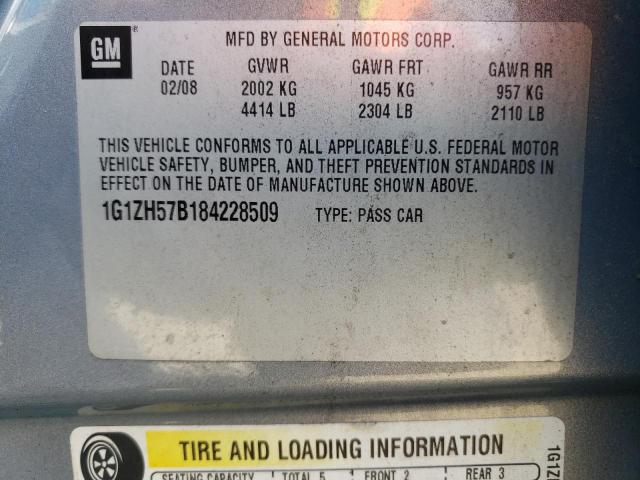 GM
MFD BY GENERAL MOTORS CORP.
DATE GVWR GAWR FRT GAWR RR
02/08 2002 KG 1045 KG 957 KG
4414 LB 2304 LB 2110 LB
THIS VEHICLE CONFORMS TO ALL APPLICABLE U.S. FEDERAL MOTOR
VEHICLE SAFETY, BUMPER, AND THEFT PREVENTION STANDARDS IN
EFFECT ON THE DATE OF MANUFACTURE SHOWN ABOVE.
1G1ZH57B184228509 TYPE: PASS CAR
TIRE AND LOADING INFORMATION
SEATING CAPACITY TOTAL 5 FRONT 2 REAR 3
1G1Z